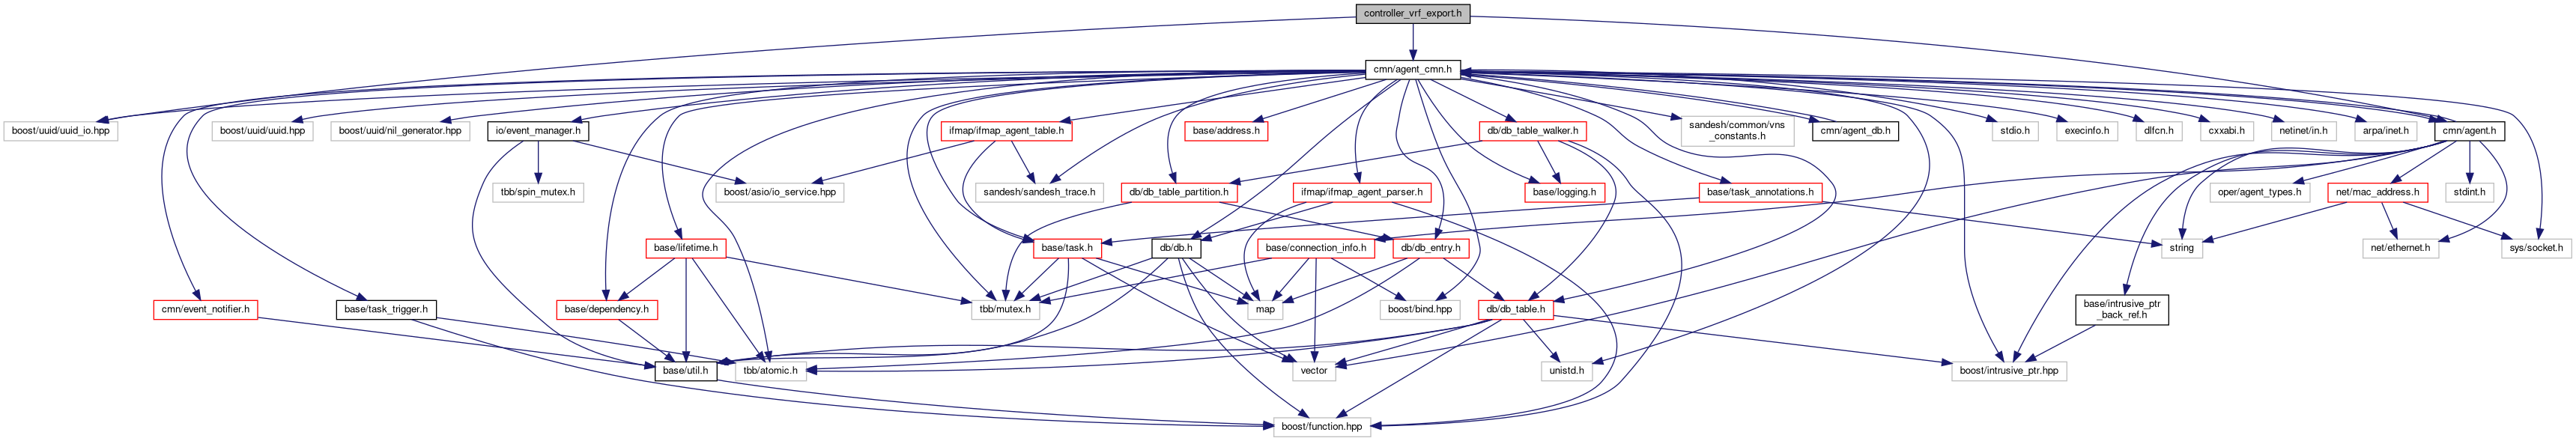 controller_vrf_export.h
cmn/agent_cmn.h
boost/uuid/uuid_io.hpp
boost/uuid/uuid.hpp
boost/uuid/nil_generator.hpp
io/event_manager.h
ifmap/ifmap_agent_table.h
base/address.h
db/db_table_walker.h
sandesh/common/vns
_constants.h
cmn/agent_db.h
stdio.h
execinfo.h
dlfcn.h
cxxabi.h
netinet/in.h
arpa/inet.h
cmn/agent.h
tbb/spin_mutex.h
boost/asio/io_service.hpp
sandesh/sandesh_trace.h
db/db_table_partition.h
ifmap/ifmap_agent_parser.h
base/logging.h
base/task_annotations.h
oper/agent_types.h
net/mac_address.h
stdint.h
base/lifetime.h
base/task.h
db/db.h
base/connection_info.h
db/db_entry.h
string
net/ethernet.h
sys/socket.h
cmn/event_notifier.h
base/task_trigger.h
base/dependency.h
tbb/mutex.h
map
boost/bind.hpp
db/db_table.h
base/intrusive_ptr
_back_ref.h
base/util.h
tbb/atomic.h
vector
unistd.h
boost/intrusive_ptr.hpp
boost/function.hpp